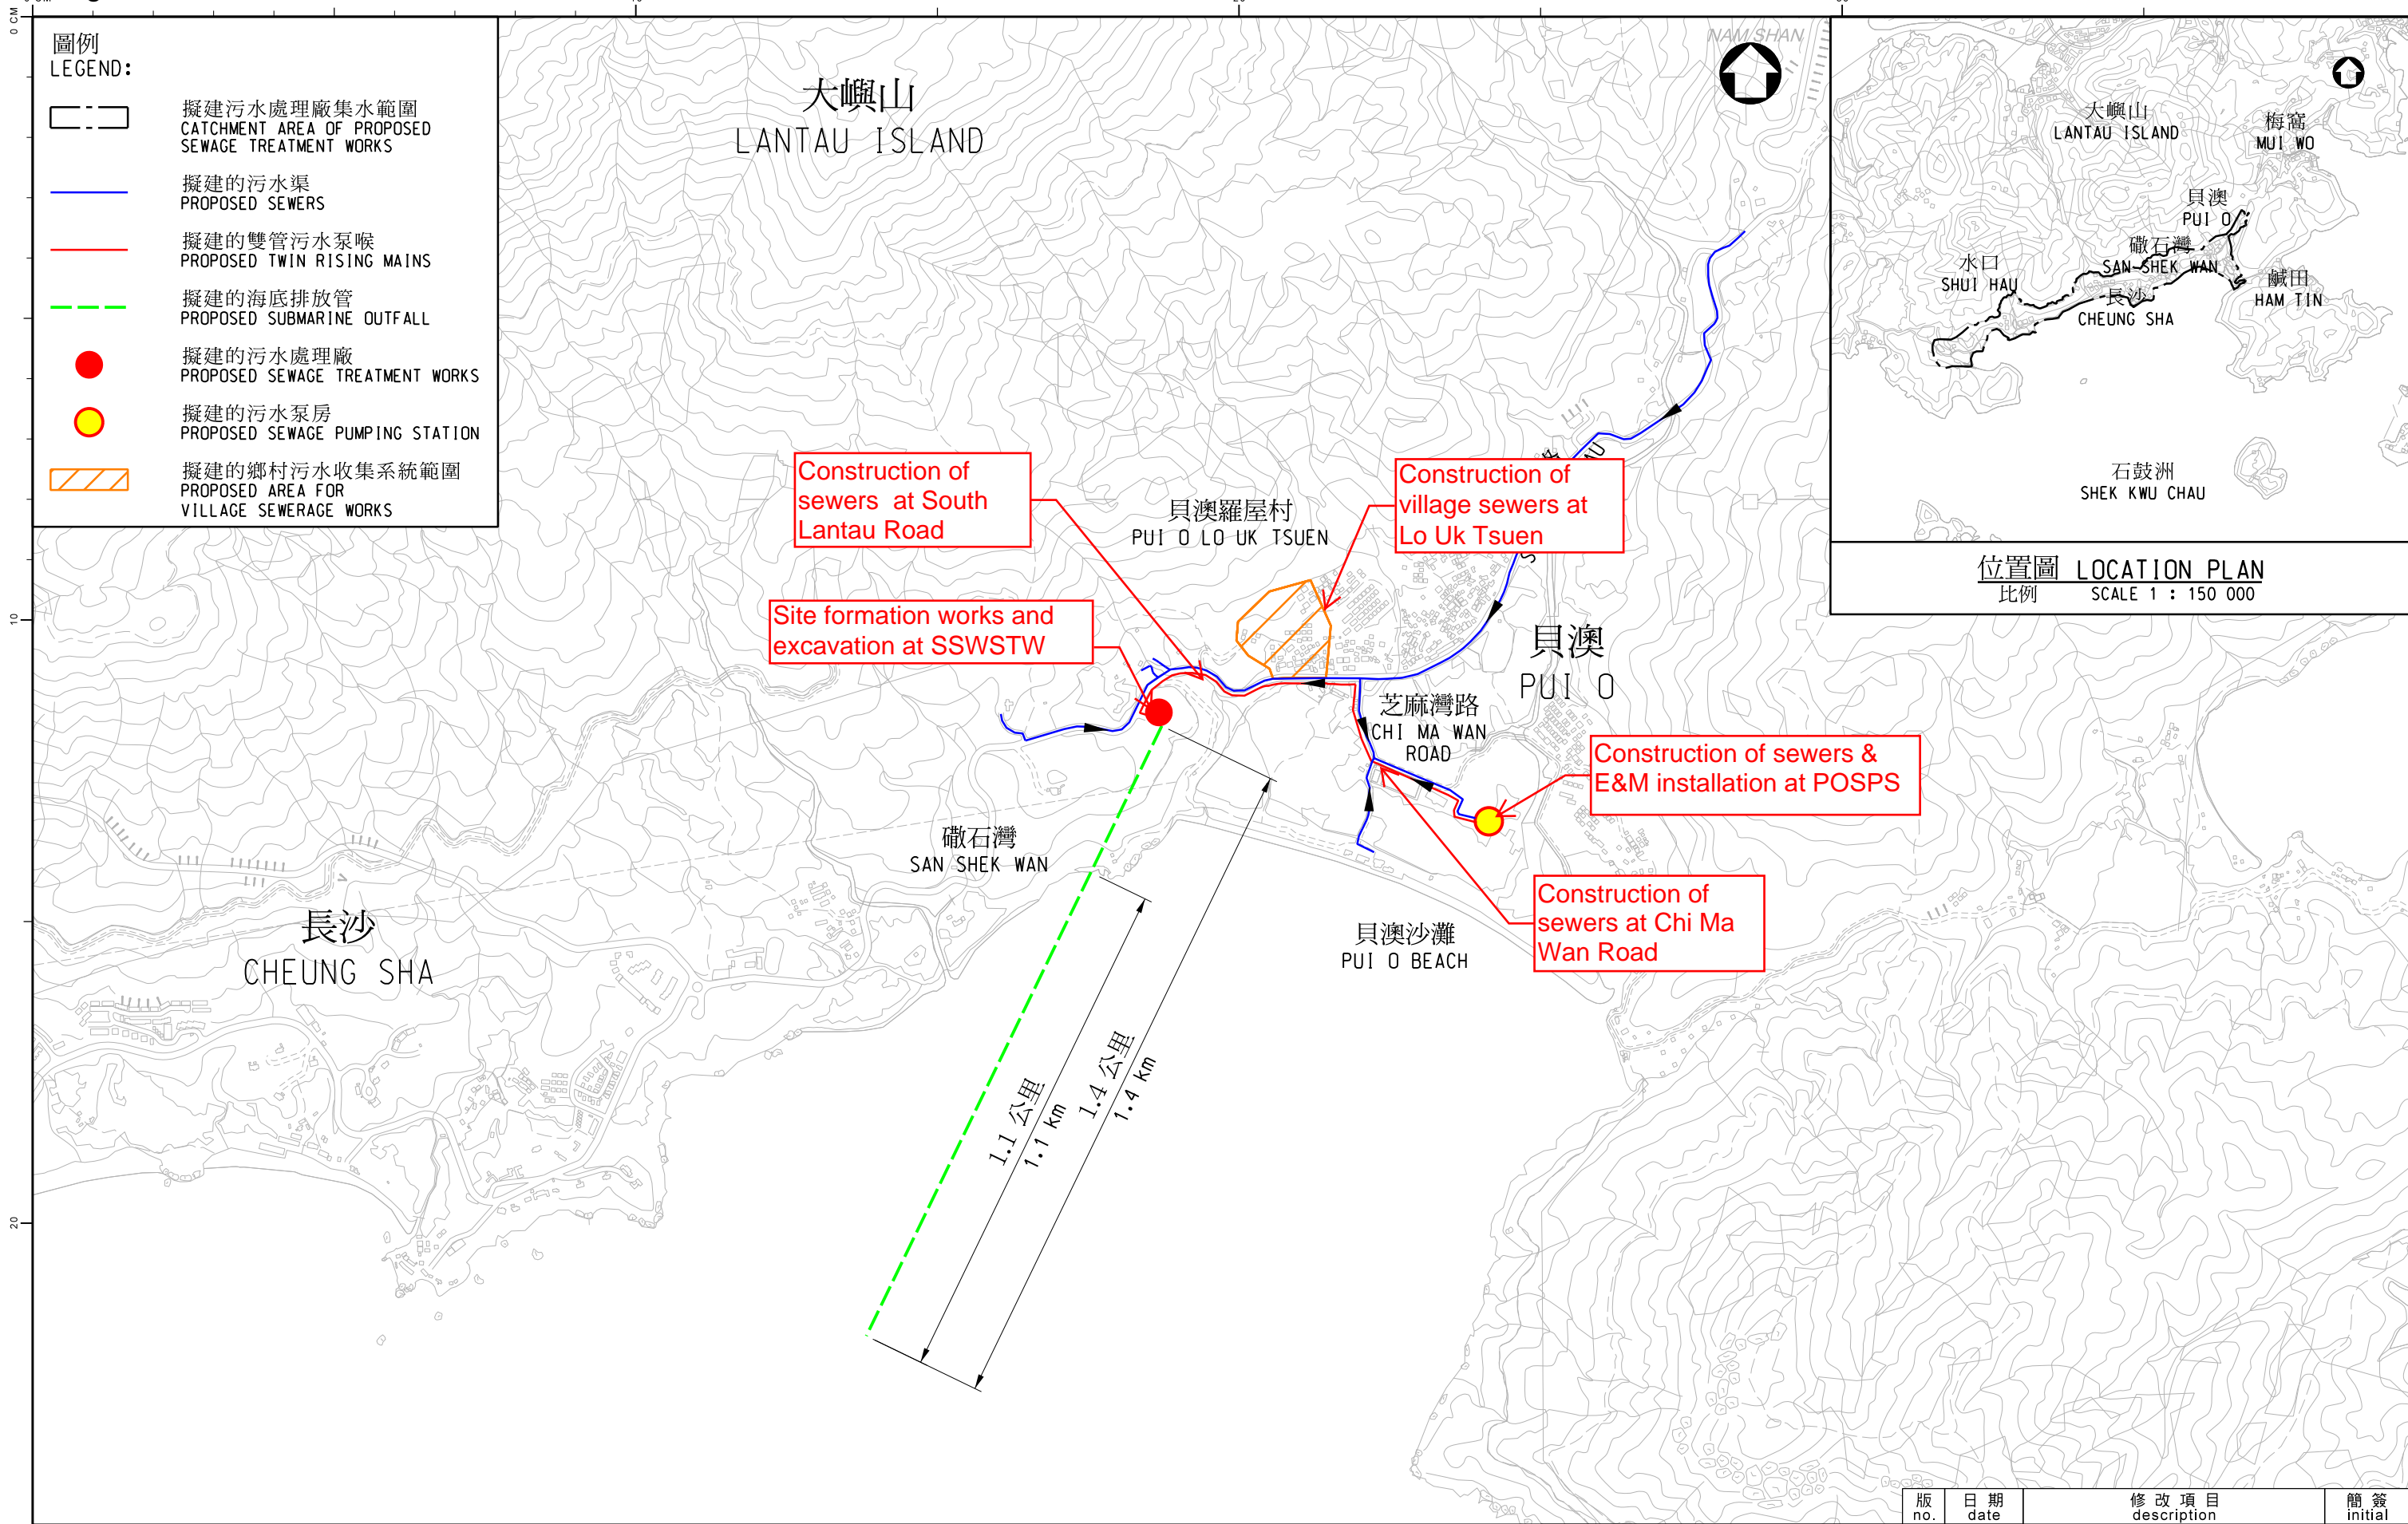 圖例
LEGEND:
擬建污水處理廠集水範圍
CATCHMENT AREA OF PROPOSED
SEWAGE TREATMENT WORKS
擬建的污水渠
PROPOSED SEWERS
擬建的雙管污水泵喉
PROPOSED TWIN RISING MAINS
擬建的海底排放管
PROPOSED SUBMARINE OUTFALL
擬建的污水處理廠
PROPOSED SEWAGE TREATMENT WORKS
擬建的污水泵房
PROPOSED SEWAGE PUMPING STATION
擬建的鄉村污水收集系統範圍
PROPOSED AREA FOR
VILLAGE SEWERAGE WORKS
大嶼山
LANTAU ISLAND
NAM SHAN
大嶼山
LANTAU ISLAND
梅窩
MUI WO
貝澳
PUI O
磡石灣
SAN SHEK WAN
水口
SHUI HAU
鹹田
HAM TIN
長沙
CHEUNG SHA
石鼓洲
SHEK KWU CHAU
位置圖 LOCATION PLAN
比例 SCALE 1 : 150 000
Construction of
sewers at South
Lantau Road
貝澳羅屋村
PUI O LO UK TSUEN
Construction of
village sewers at
Lo Uk Tsuen
Site formation works and
excavation at SSWSTW
貝澳
PUI O
芝麻灣路
CHI MA WAN
ROAD
Construction of sewers &
E&M installation at POSPS
磡石灣
SAN SHEK WAN
Construction of
sewers at Chi Ma
Wan Road
長沙
CHEUNG SHA
貝澳沙灘
PUI O BEACH
1.1 公里
1.1 km
1.4 公里
1.4 km
0 CM
10
20
版 日期 修改項目 簡簽
no. date description initial